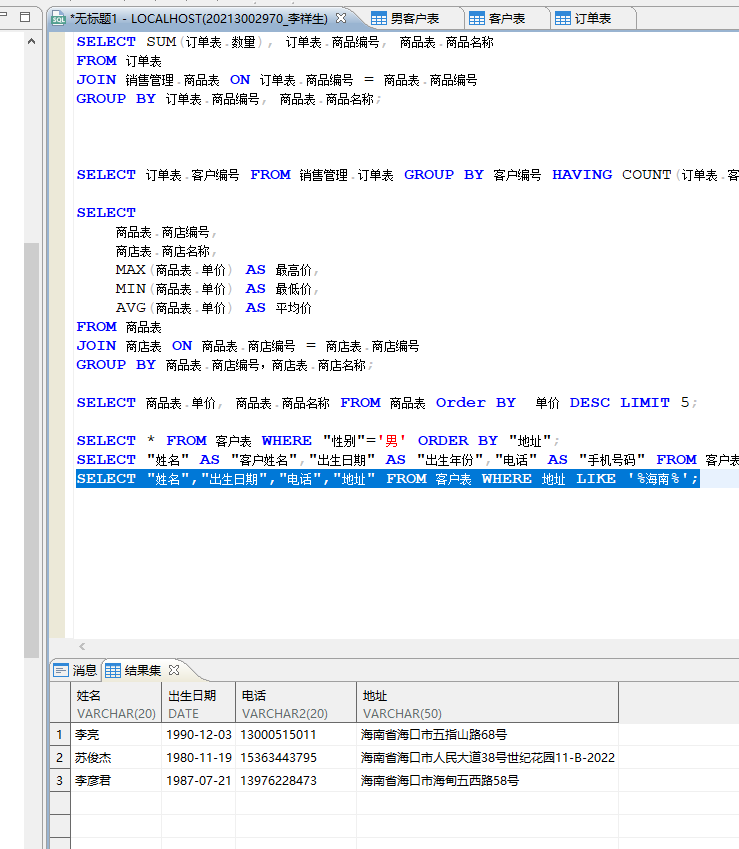 *无标题1 - LOCALHOST(20213002970_李祥生) 男客户表 客户表 订单表
SELECT SUM(订单表.数量), 订单表.商品编号, 商品表.商品名称
FROM 订单表
JOIN 销售管理.商品表 ON 订单表.商品编号 = 商品表.商品编号
GROUP BY 订单表.商品编号, 商品表.商品名称;
SELECT 订单表.客户编号 FROM 销售管理.订单表 GROUP BY 客户编号 HAVING COUNT(订单表.客
SELECT
商品表.商店编号,
商店表.商店名称,
MAX(商品表.单价) AS 最高价,
MIN(商品表.单价) AS 最低价,
AVG(商品表.单价) AS 平均价
FROM 商品表
JOIN 商店表 ON 商品表.商店编号 = 商店表.商店编号
GROUP BY 商品表.商店编号，商店表.商店名称;
SELECT 商品表.单价, 商品表.商品名称 FROM 商品表 Order BY 单价 DESC LIMIT 5;
SELECT * FROM 客户表 WHERE "性别"='男' ORDER BY "地址";
SELECT "姓名" AS "客户姓名","出生日期" AS "出生年份","电话" AS "手机号码" FROM 客户表
SELECT "姓名","出生日期","电话","地址" FROM 客户表 WHERE 地址 LIKE '%海南%';
消息 结果集
姓名 出生日期 电话 地址
VARCHAR(20) DATE VARCHAR2(20) VARCHAR(50)
1 李亮 1990-12-03 13000515011 海南省海口市五指山路68号
2 苏俊杰 1980-11-19 15363443795 海南省海口市人民大道38号世纪花园11-B-2022
3 李彦君 1987-07-21 13976228473 海南省海口市海甸五西路58号